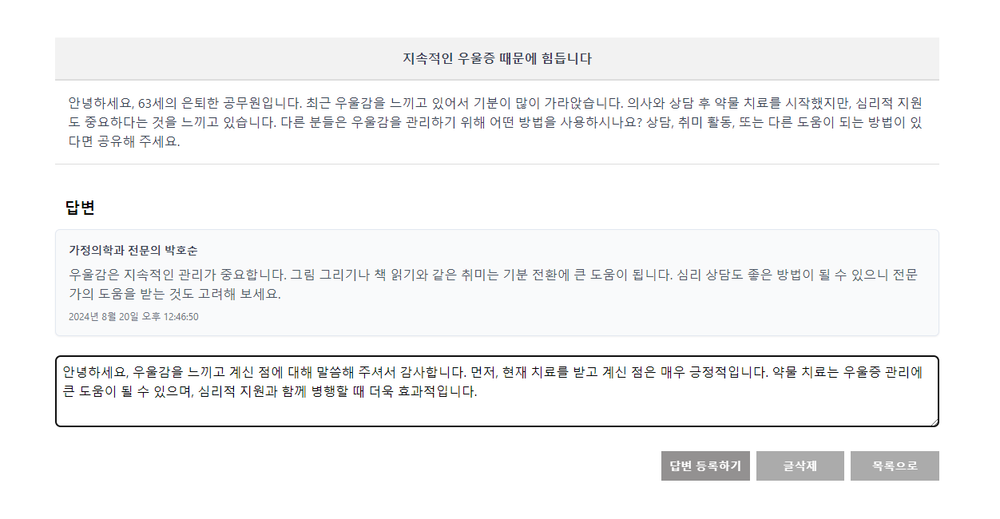 지속적인 우울증 때문에 힘듭니다
안녕하세요, 63세의 은퇴한 공무원입니다. 최근 우울감을 느끼고 있어서 기분이 많이 가라앉습니다. 의사와 상담 후 약물 치료를 시작했지만, 심리적 지원
도 중요하다는 것을 느끼고 있습니다. 다른 분들은 우울감을 관리하기 위해 어떤 방법을 사용하시나요? 상담, 취미 활동, 또는 다른 도움이 되는 방법이 있
다면 공유해 주세요.
답변
가정의학과 전문의 박호순
우울감은 지속적인 관리가 중요합니다. 그림 그리기나 책 읽기와 같은 취미는 기분 전환에 큰 도움이 됩니다. 심리 상담도 좋은 방법이 될 수 있으니 전문
가의 도움을 받는 것도 고려해 보세요.
2024년 8월 20일 오후 12:46:50
안녕하세요, 우울감을 느끼고 계신 점에 대해 말씀해 주셔서 감사합니다. 먼저, 현재 치료를 받고 계신 점은 매우 긍정적입니다. 약물 치료는 우울증 관리에
큰 도움이 될 수 있으며, 심리적 지원과 함께 병행할 때 더욱 효과적입니다.
답변 등록하기 글삭제 목록으로